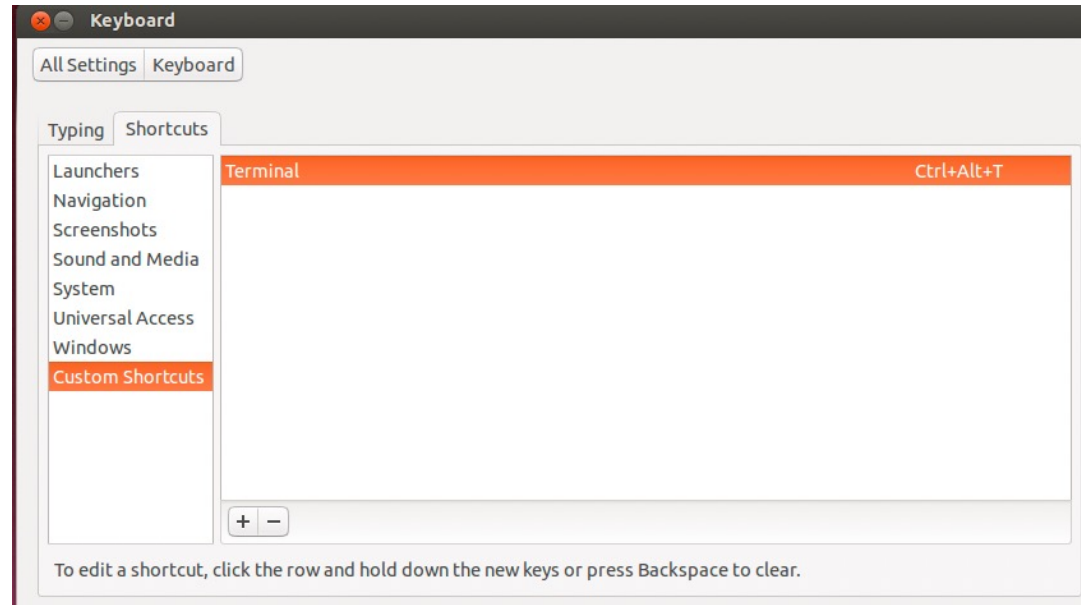 Keyboard
All Settings Keyboard
Typing Shortcuts
Launchers
Navigation
Screenshots
Sound and Media
System
Universal Access
Windows
Custom Shortcuts
Terminal Ctrl+Alt+T
+ −
To edit a shortcut, click the row and hold down the new keys or press Backspace to clear.